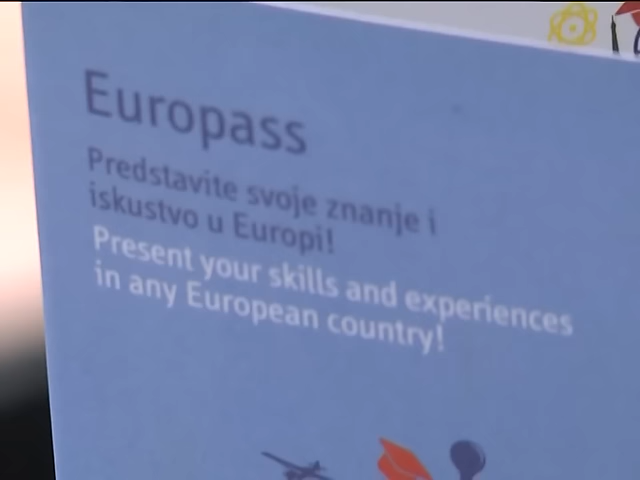 Europass
Predstavite svoje znanje i
iskustvo u Europi!
Present your skills and experiences
in any European country!